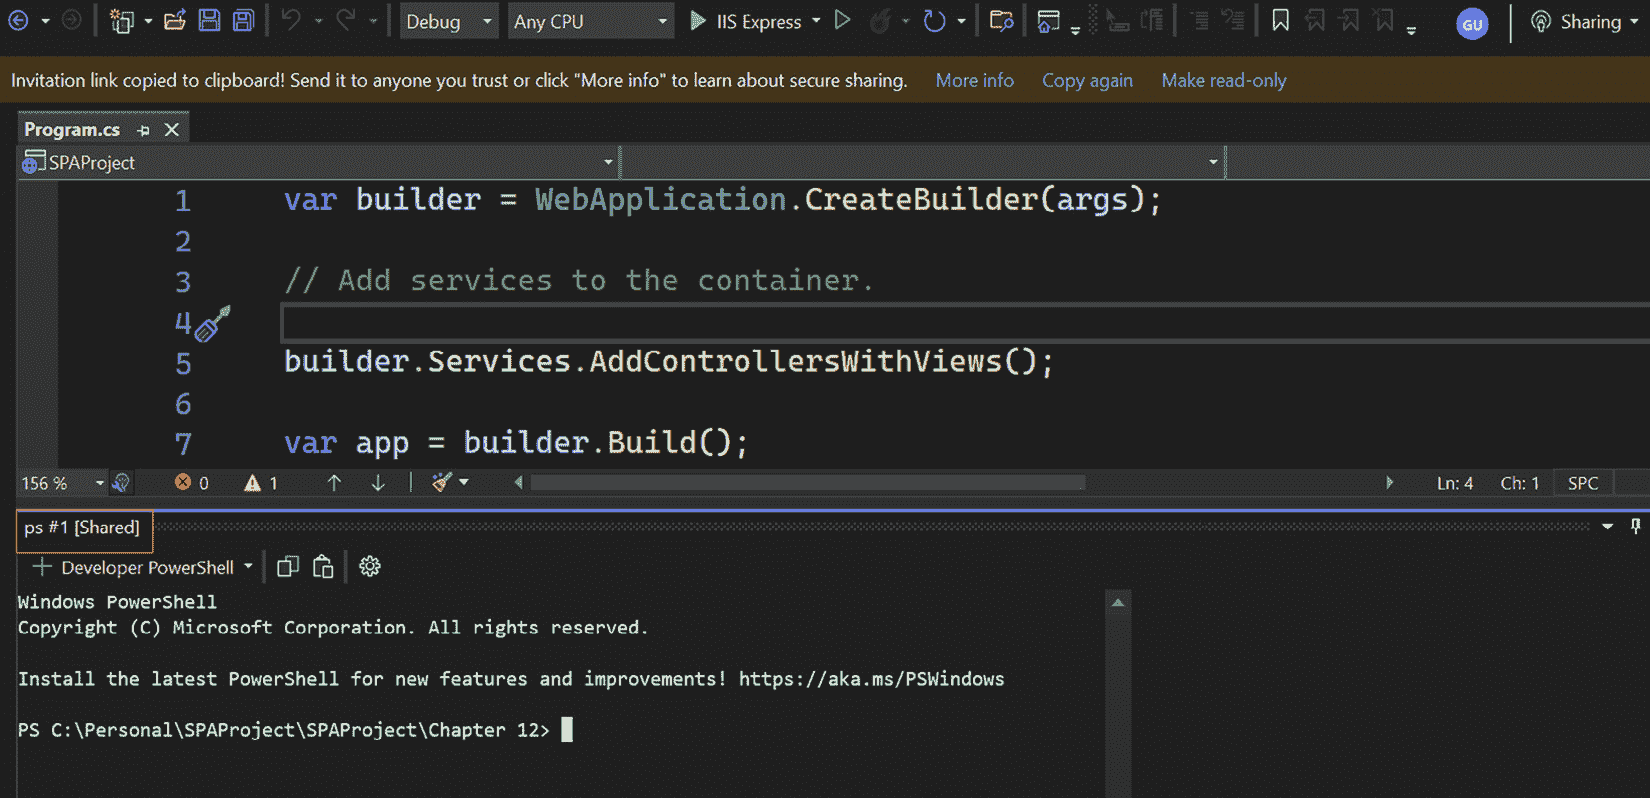 Debug Any CPU IIS Express GU Sharing
Invitation link copied to clipboard! Send it to anyone you trust or click "More info" to learn about secure sharing. More info Copy again Make read-only
Program.cs
SPAProject
1 var builder = WebApplication.CreateBuilder(args);
2
3 // Add services to the container.
4
5 builder.Services.AddControllersWithViews();
6
7 var app = builder.Build();
156 % 0 1 Ln: 4 Ch: 1 SPC
ps #1 [Shared]
Developer PowerShell
Windows PowerShell
Copyright (C) Microsoft Corporation. All rights reserved.
Install the latest PowerShell for new features and improvements! https://aka.ms/PSWindows
PS C:\Personal\SPAProject\SPAProject\Chapter 12>